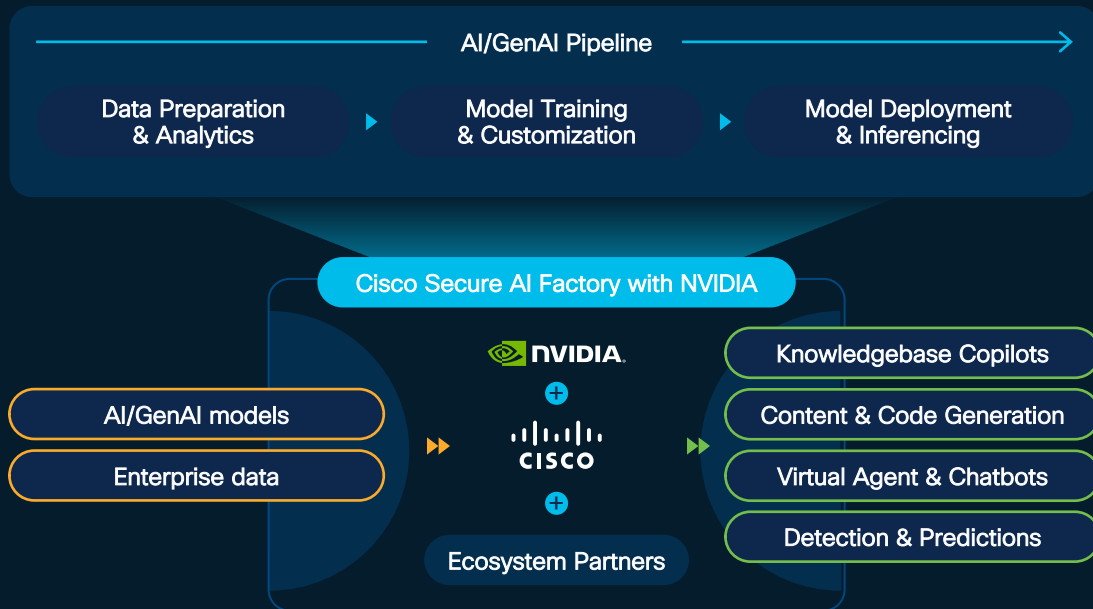 AI/GenAI Pipeline
Data Preparation
& Analytics
Model Training
& Customization
Model Deployment
& Inferencing
Cisco Secure AI Factory with NVIDIA
NVIDIA.
CISCO
Ecosystem Partners
AI/GenAI models
Enterprise data
Knowledgebase Copilots
Content & Code Generation
Virtual Agent & Chatbots
Detection & Predictions